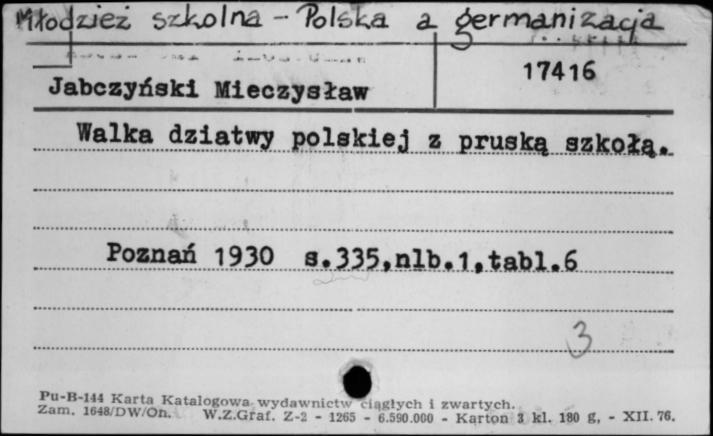 Młodzież szkolna - Polska a germanizacja
17416
Jabczyński Mieczysław
Walka dziatwy polskiej z pruską szkołą.
Poznań 1930 s.335,nlb.1,tabl.6
3
Pu-B-144 Karta Katalogowa wydawnictw ciągłych i zwartych.
Zam. 1648/DW/On. W.Z.Graf. Z-2 - 1265 - 6.590.000 - Karton 3 kl. 180 g, - XII. 76.